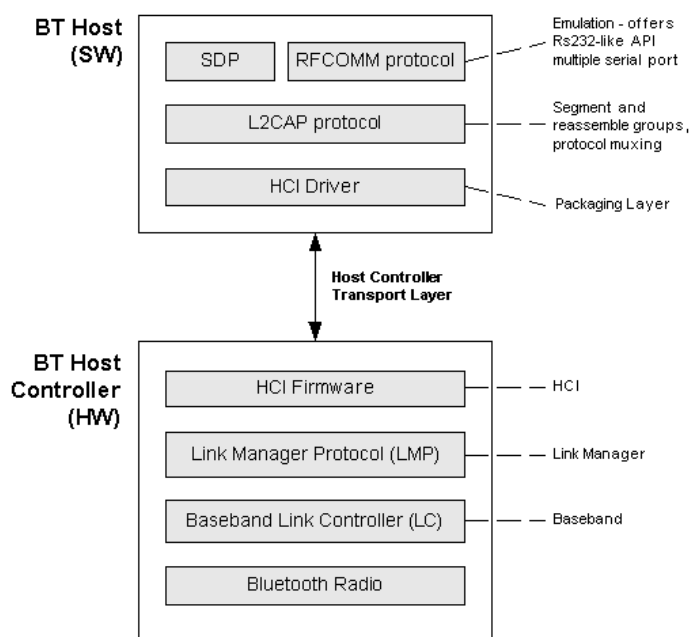 BT Host
(SW)
SDP
RFCOMM protocol
Emulation - offers
Rs232-like API
multiple serial port
L2CAP protocol
Segment and
reassemble groups,
protocol muxing
HCI Driver
Packaging Layer
Host Controller
Transport Layer
BT Host
Controller
(HW)
HCI Firmware
HCI
Link Manager Protocol (LMP)
Link Manager
Baseband Link Controller (LC)
Baseband
Bluetooth Radio